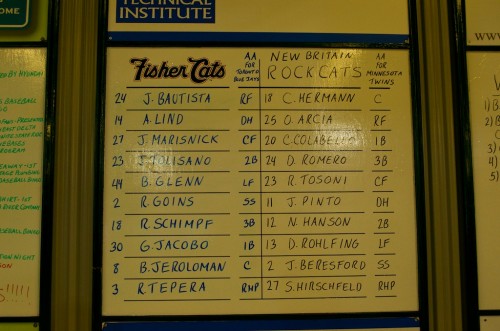 TECHNICAL
INSTITUTE
Fisher Cats AA FOR TORONTO BLUE JAYS NEW BRITAIN ROCKCATS AA FOR MINNESOTA TWINS
24 J. BAUTISTA RF 18 C. HERMANN C
14 A. LIND DH 25 O. ARCIA RF
27 J. MARISNICK CF 20 C. COLABELLO 1B
23 J. TOLISANO 2B 24 D. ROMERO 3B
44 B. GLENN LF 23 R. TOSONI CF
2 R. GOINS SS 11 J. PINTO DH
18 R. SCHIMPF 3B 12 N. HANSON 2B
30 G. JACOBO 1B 13 D. ROHLFING LF
8 B. JEROLOMAN C 2 J. BERESFORD SS
3 R. TEPERA RHP 27 S. HIRSCHFELD RHP